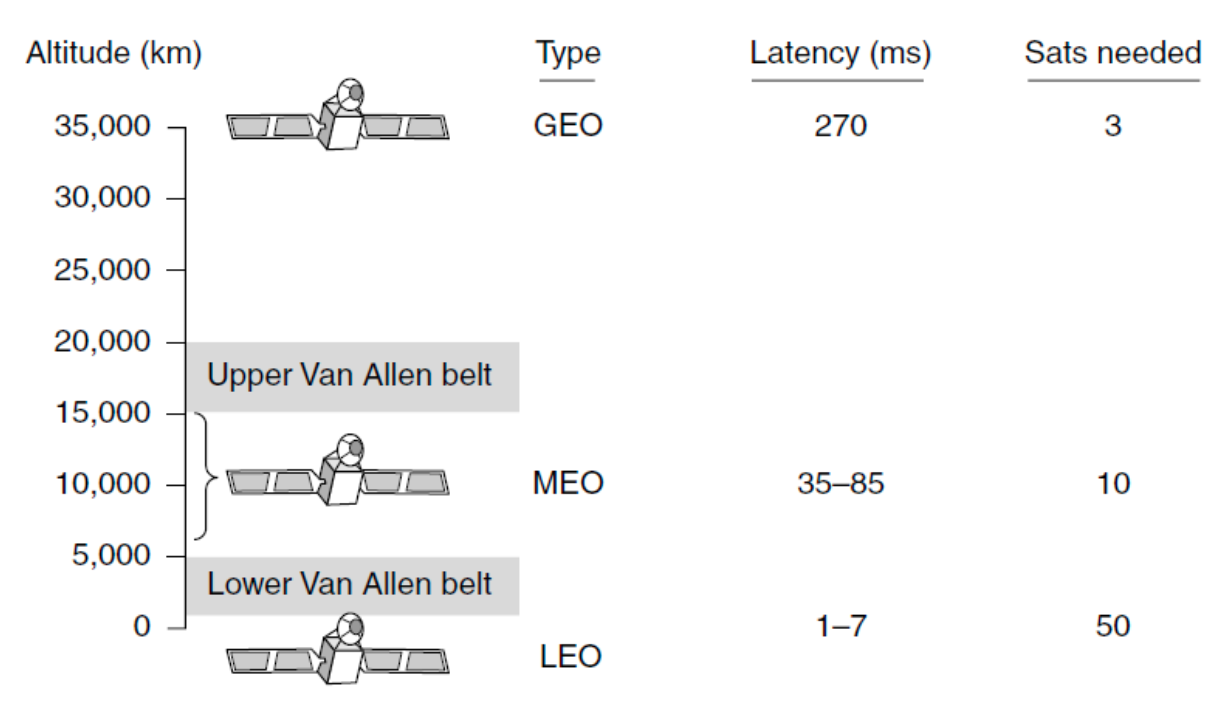 Altitude (km) Type Latency (ms) Sats needed
35,000 GEO 270 3
30,000
25,000
20,000
Upper Van Allen belt
15,000
10,000 MEO 35–85 10
5,000
Lower Van Allen belt
0 1–7 50
LEO